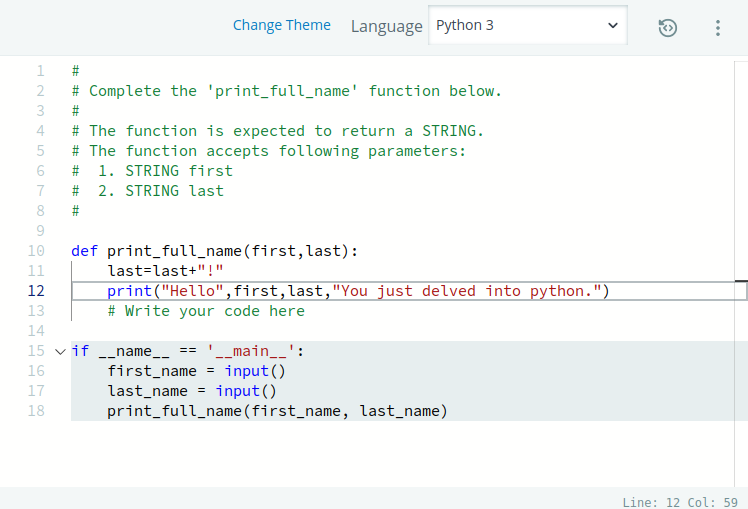 Change Theme Language Python 3
1 #
2 # Complete the 'print_full_name' function below.
3 #
4 # The function is expected to return a STRING.
5 # The function accepts following parameters:
6 #  1. STRING first
7 #  2. STRING last
8 #
9
10 def print_full_name(first,last):
11     last=last+"!"
12     print("Hello",first,last,"You just delved into python.")
13     # Write your code here
14
15 if __name__ == '__main__':
16     first_name = input()
17     last_name = input()
18     print_full_name(first_name, last_name)
Line: 12 Col: 59